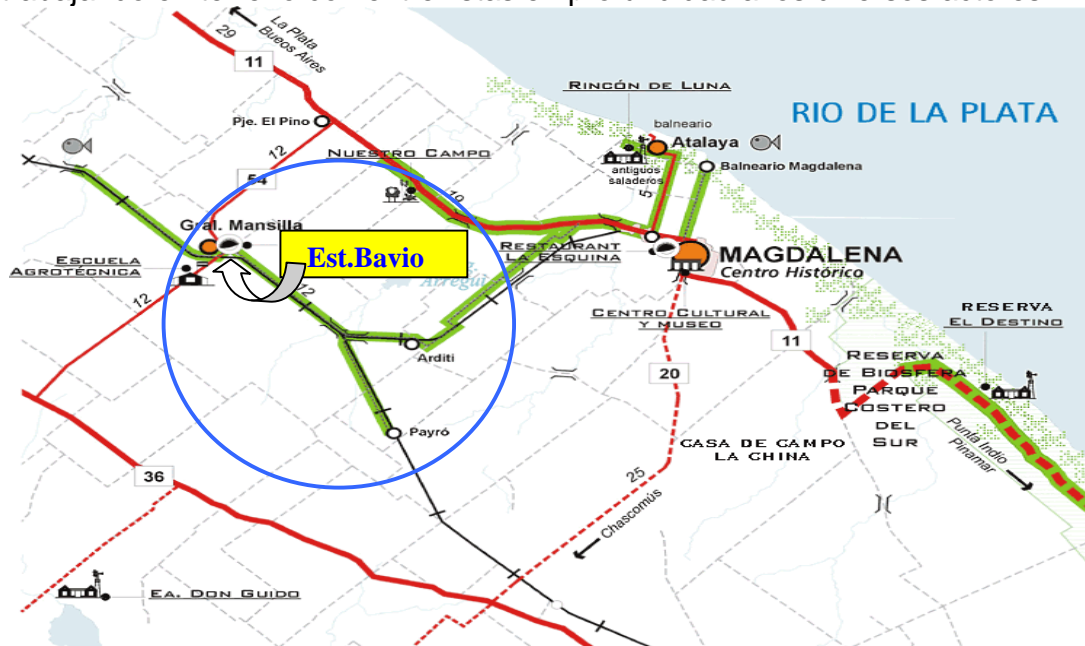 La Plata
Bueos Aires
29
11
RINCÓN DE LUNA
RIO DE LA PLATA
balneario
Atalaya
Pje. El Pino
12
NUESTRO CAMPO
antiguos
saladeros
5
Balneario Magdalena
54
19
Gral. Mansilla
Est.Bavio
ESCUELA
AGROTÉCNICA
RESTAURANT
LA ESQUINA
MAGDALENA
Centro Histórico
Arregui
12
12
CENTRO CULTURAL
Y MUSEO
RESERVA
EL DESTINO
Arditi
11
RESERVA
DE BIOSFERA
PARQUE
COSTERO
DEL
SUR
20
Payró
CASA DE CAMPO
LA CHINA
Punta Indio
Pinamar
36
25
Chascomús
EA. DON GUIDO